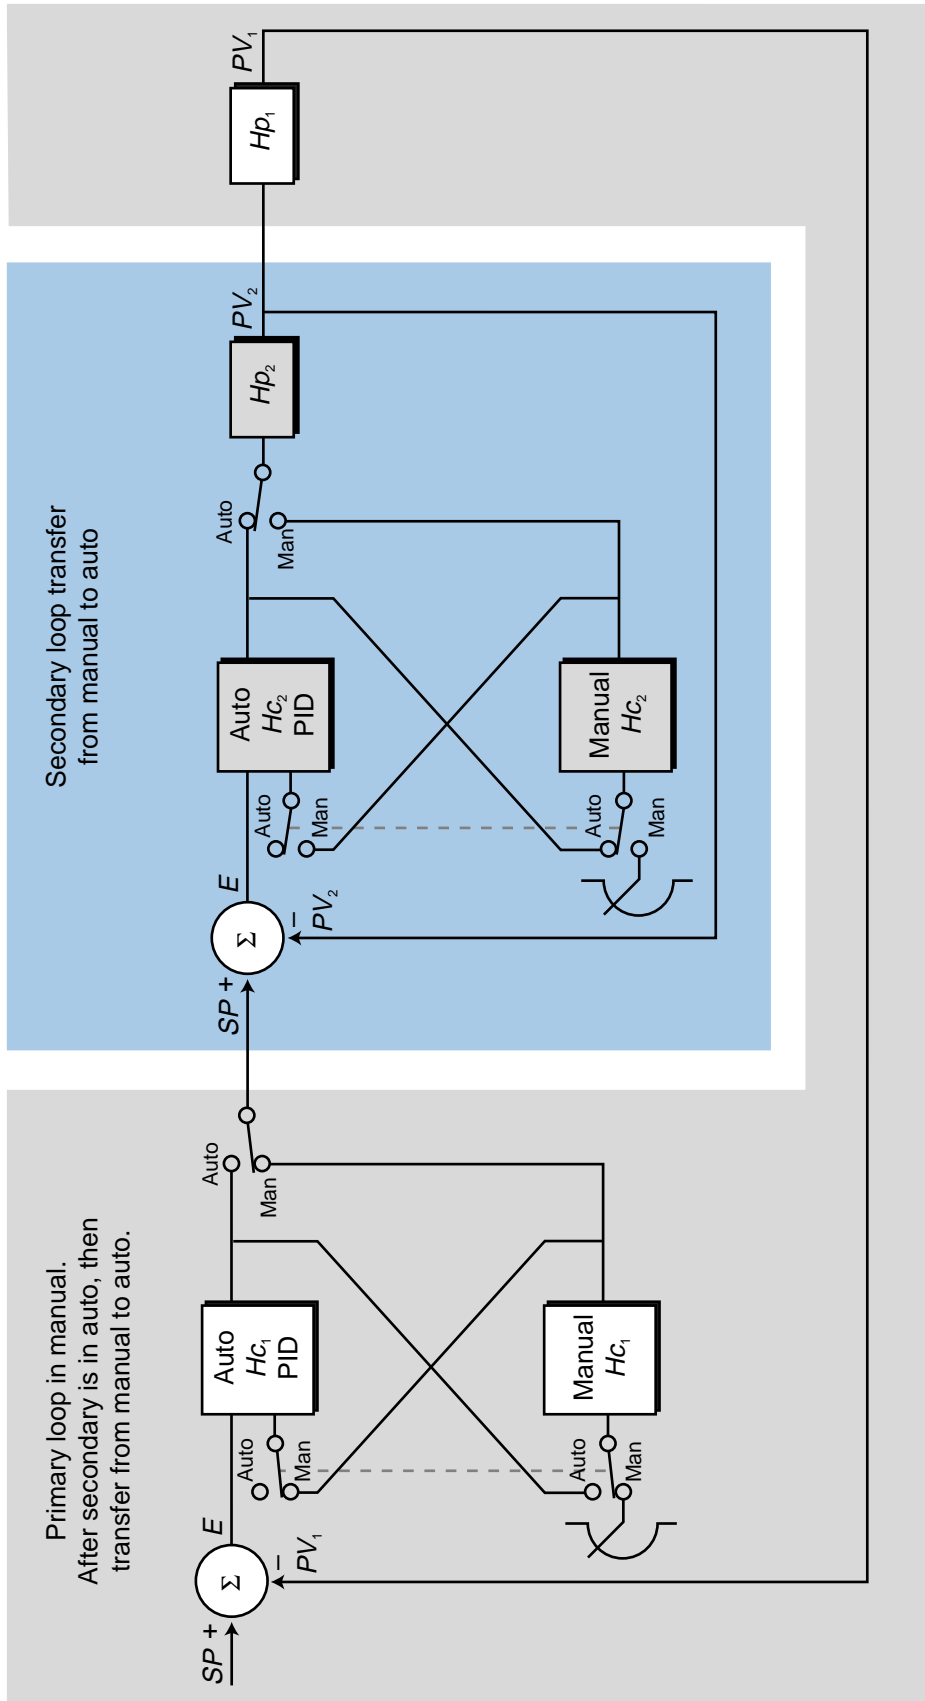 Primary loop in manual.
After secondary is in auto, then
transfer from manual to auto.
Secondary loop transfer
from manual to auto
SP +
Σ
E
–
PV₁
Auto
Man
Auto
Hc₁
PID
Auto
Man
Manual
Hc₁
Auto
Man
SP +
Σ
E
–
PV₂
Auto
Man
Auto
Hc₂
PID
Auto
Man
Manual
Hc₂
Auto
Man
Hp₂
PV₂
Hp₁
PV₁